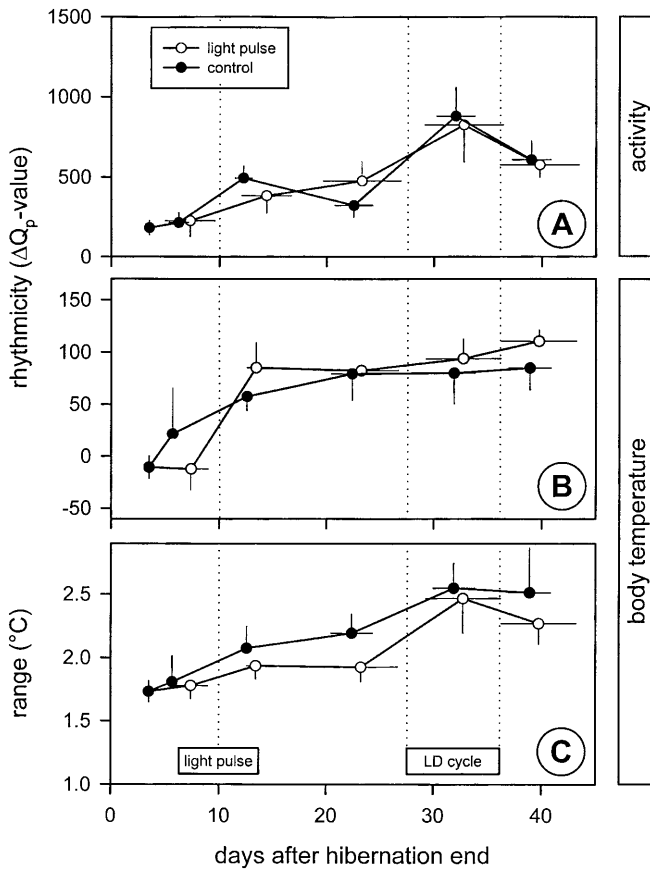 1500
1000
500
0
light pulse
control
A
activity
rhythmicity (ΔQp-value)
150
100
50
0
-50
B
body temperature
2.5
2.0
1.5
1.0
range (°C)
light pulse
LD cycle
C
0
10
20
30
40
days after hibernation end